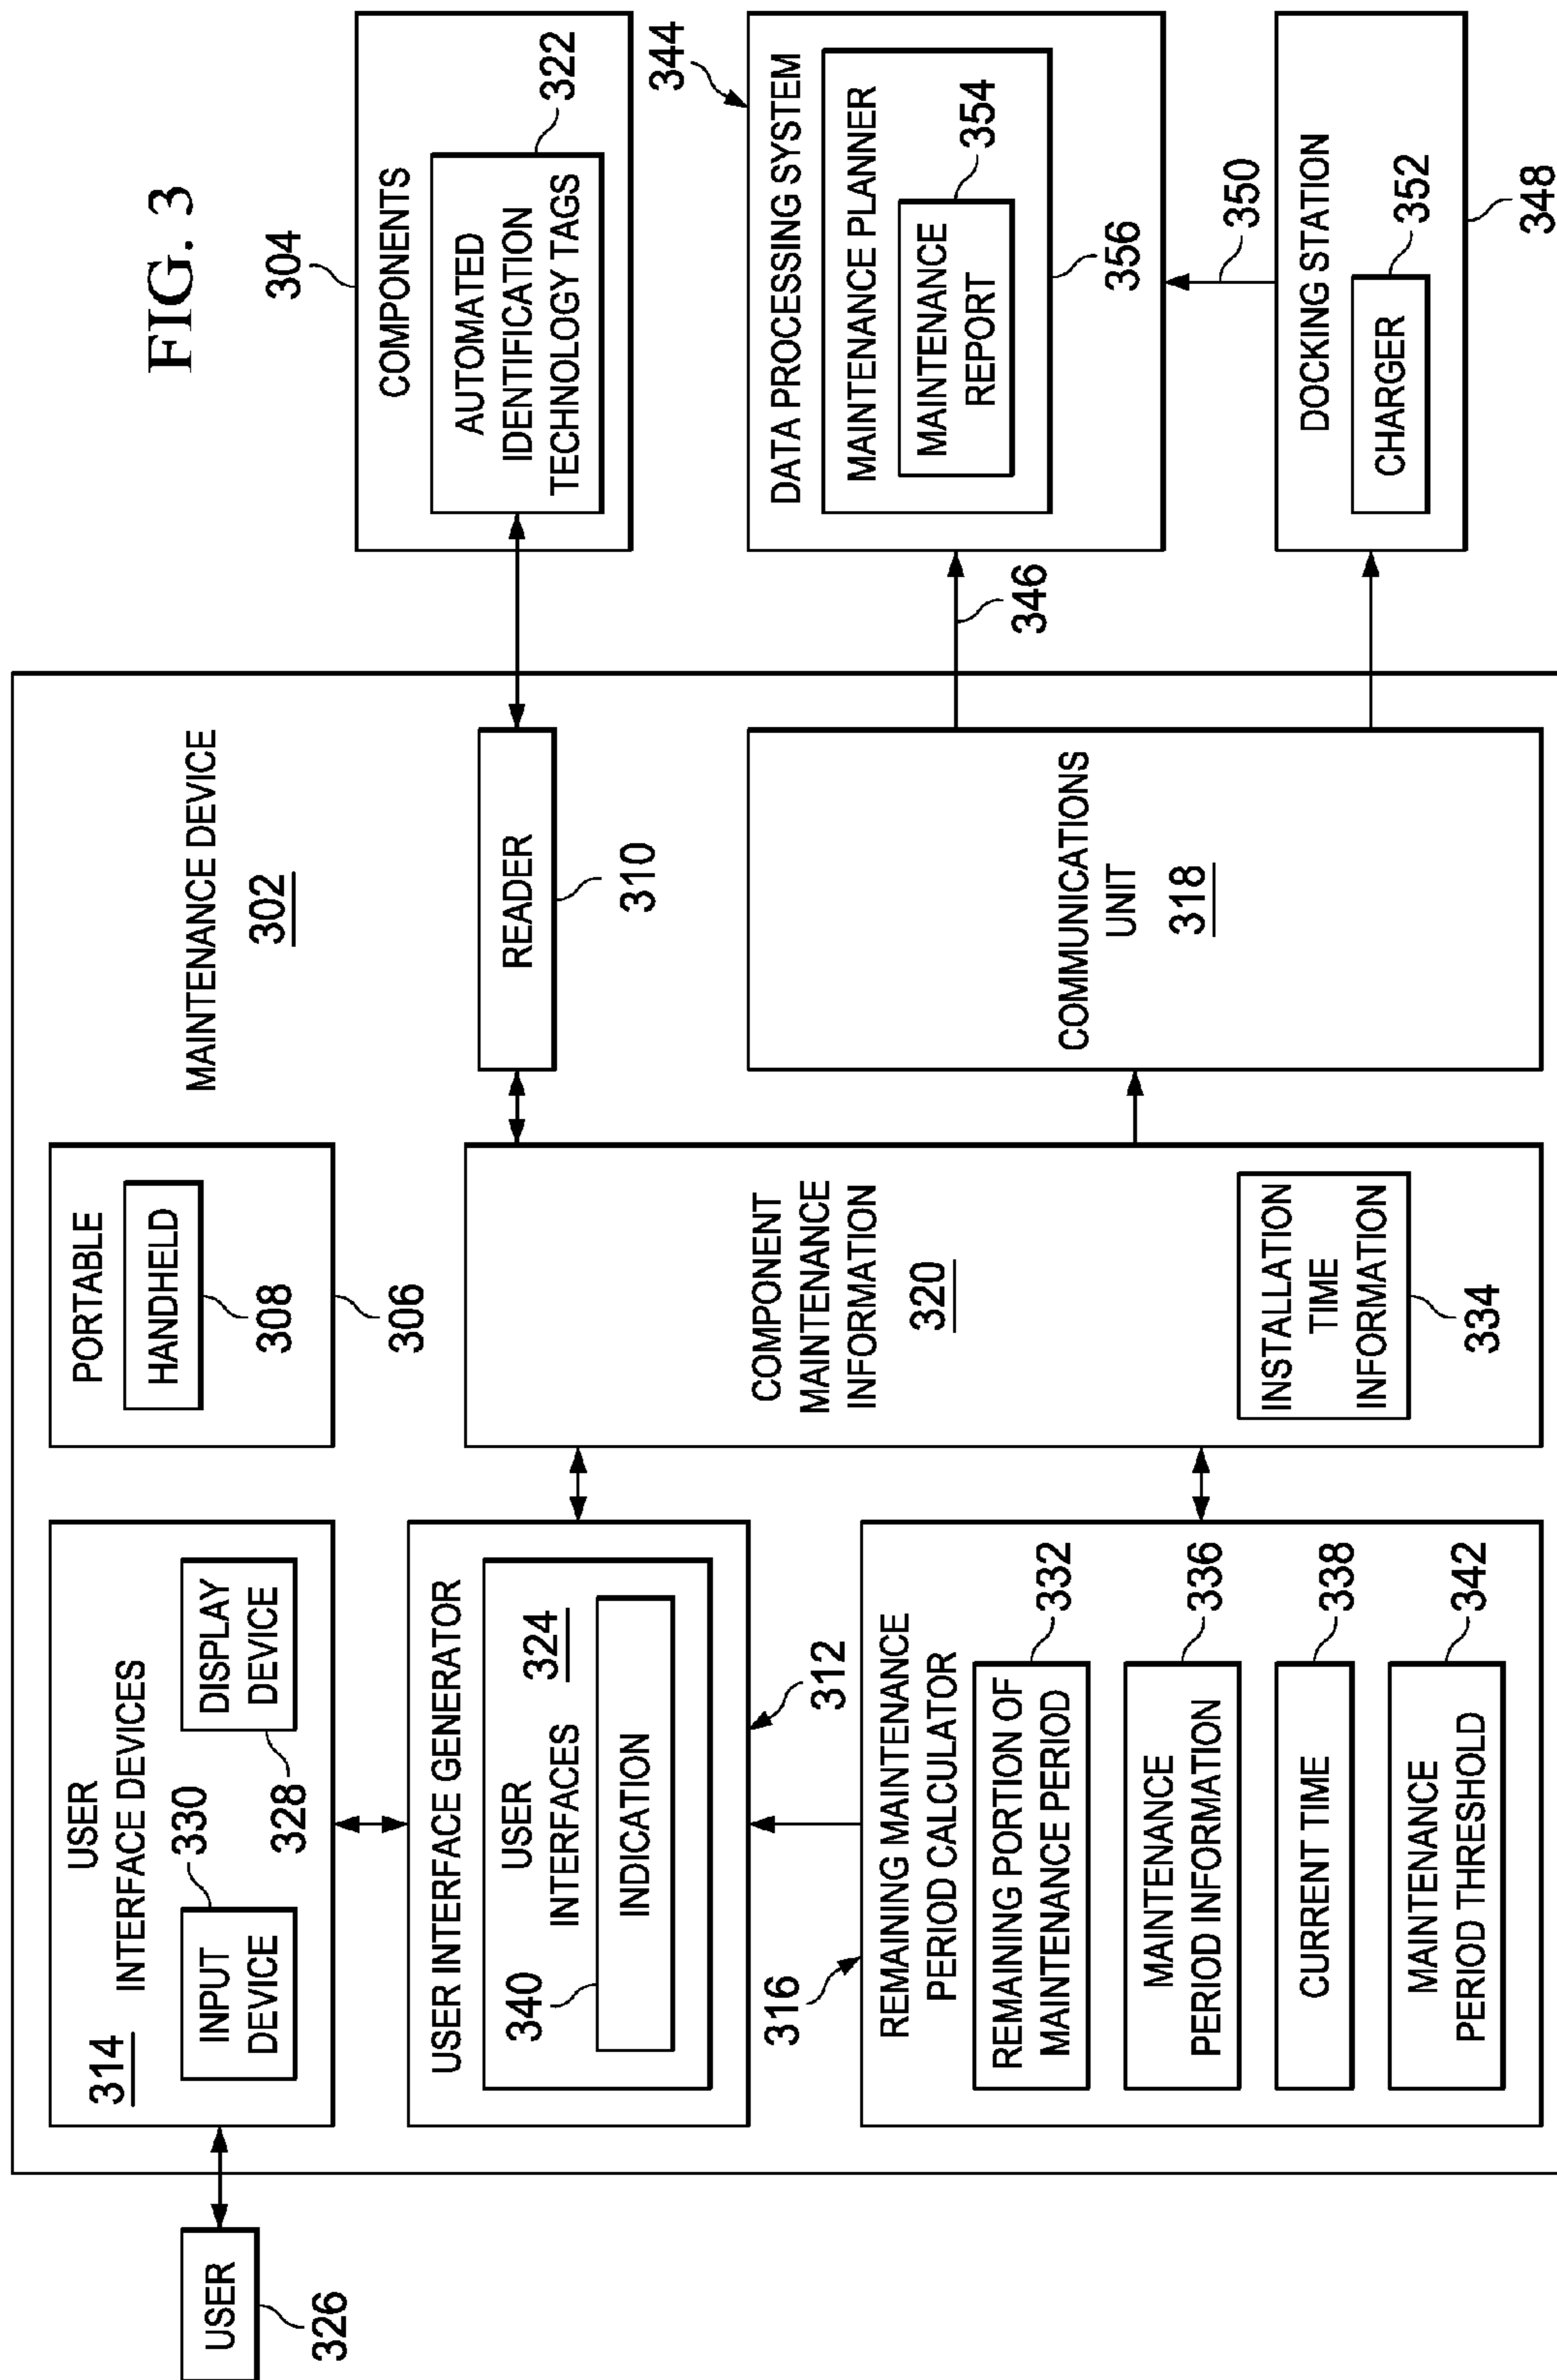 FIG. 3
USER
326
USER
INTERFACE DEVICES
314
INPUT
DEVICE
330
DISPLAY
DEVICE
328
PORTABLE
HANDHELD
308
306
MAINTENANCE DEVICE
302
USER INTERFACE GENERATOR
USER
INTERFACES
324
340
INDICATION
312
316
REMAINING MAINTENANCE
PERIOD CALCULATOR
REMAINING PORTION OF
MAINTENANCE PERIOD
332
MAINTENANCE
PERIOD INFORMATION
336
CURRENT TIME
338
MAINTENANCE
PERIOD THRESHOLD
342
COMPONENT
MAINTENANCE
INFORMATION
320
INSTALLATION
TIME
INFORMATION
334
READER
310
COMMUNICATIONS
UNIT
318
304
COMPONENTS
AUTOMATED
IDENTIFICATION
TECHNOLOGY TAGS
322
344
DATA PROCESSING SYSTEM
MAINTENANCE PLANNER
MAINTENANCE
REPORT
354
356
346
350
DOCKING STATION
CHARGER
352
348